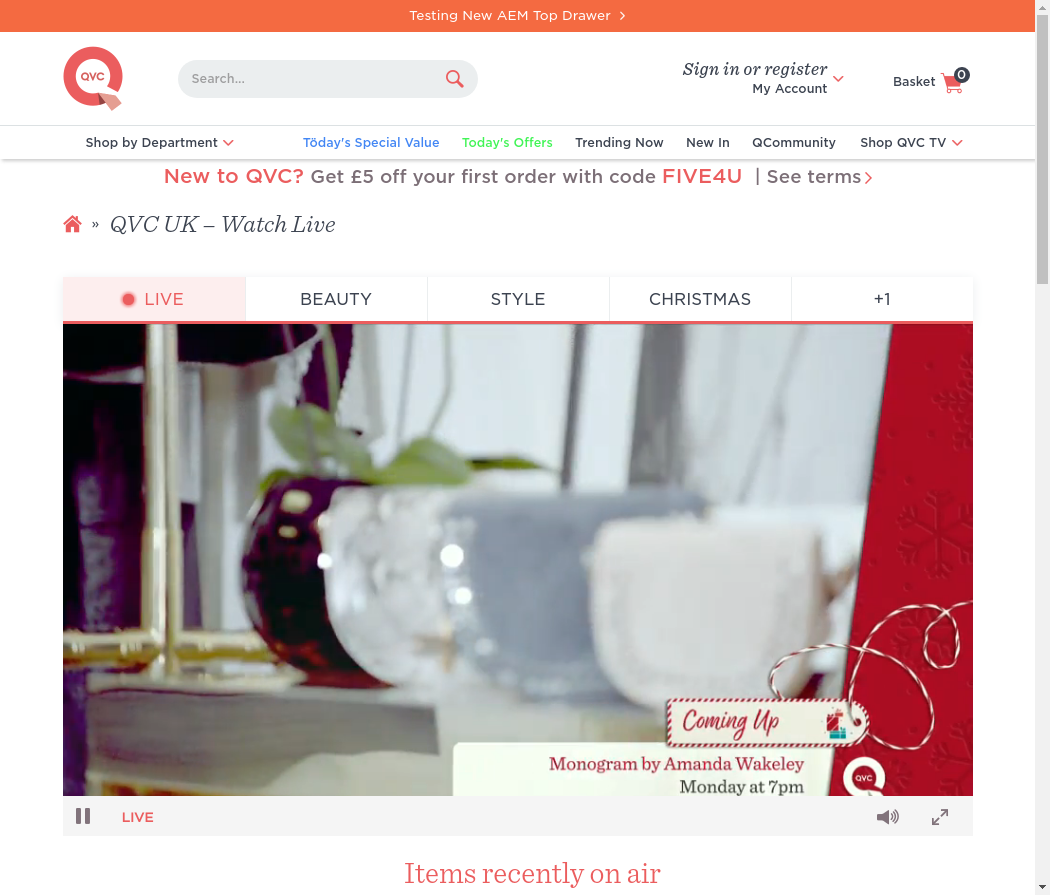 Testing New AEM Top Drawer
QVC
Search...
Sign in or register
My Account
Basket 0
Shop by Department
Töday's Special Value
Today's Offers
Trending Now
New In
QCommunity
Shop QVC TV
New to QVC? Get £5 off your first order with code FIVE4U | See terms
» QVC UK – Watch Live
LIVE
BEAUTY
STYLE
CHRISTMAS
+1
Coming Up
Monogram by Amanda Wakeley
Monday at 7pm
QVC
LIVE
Items recently on air